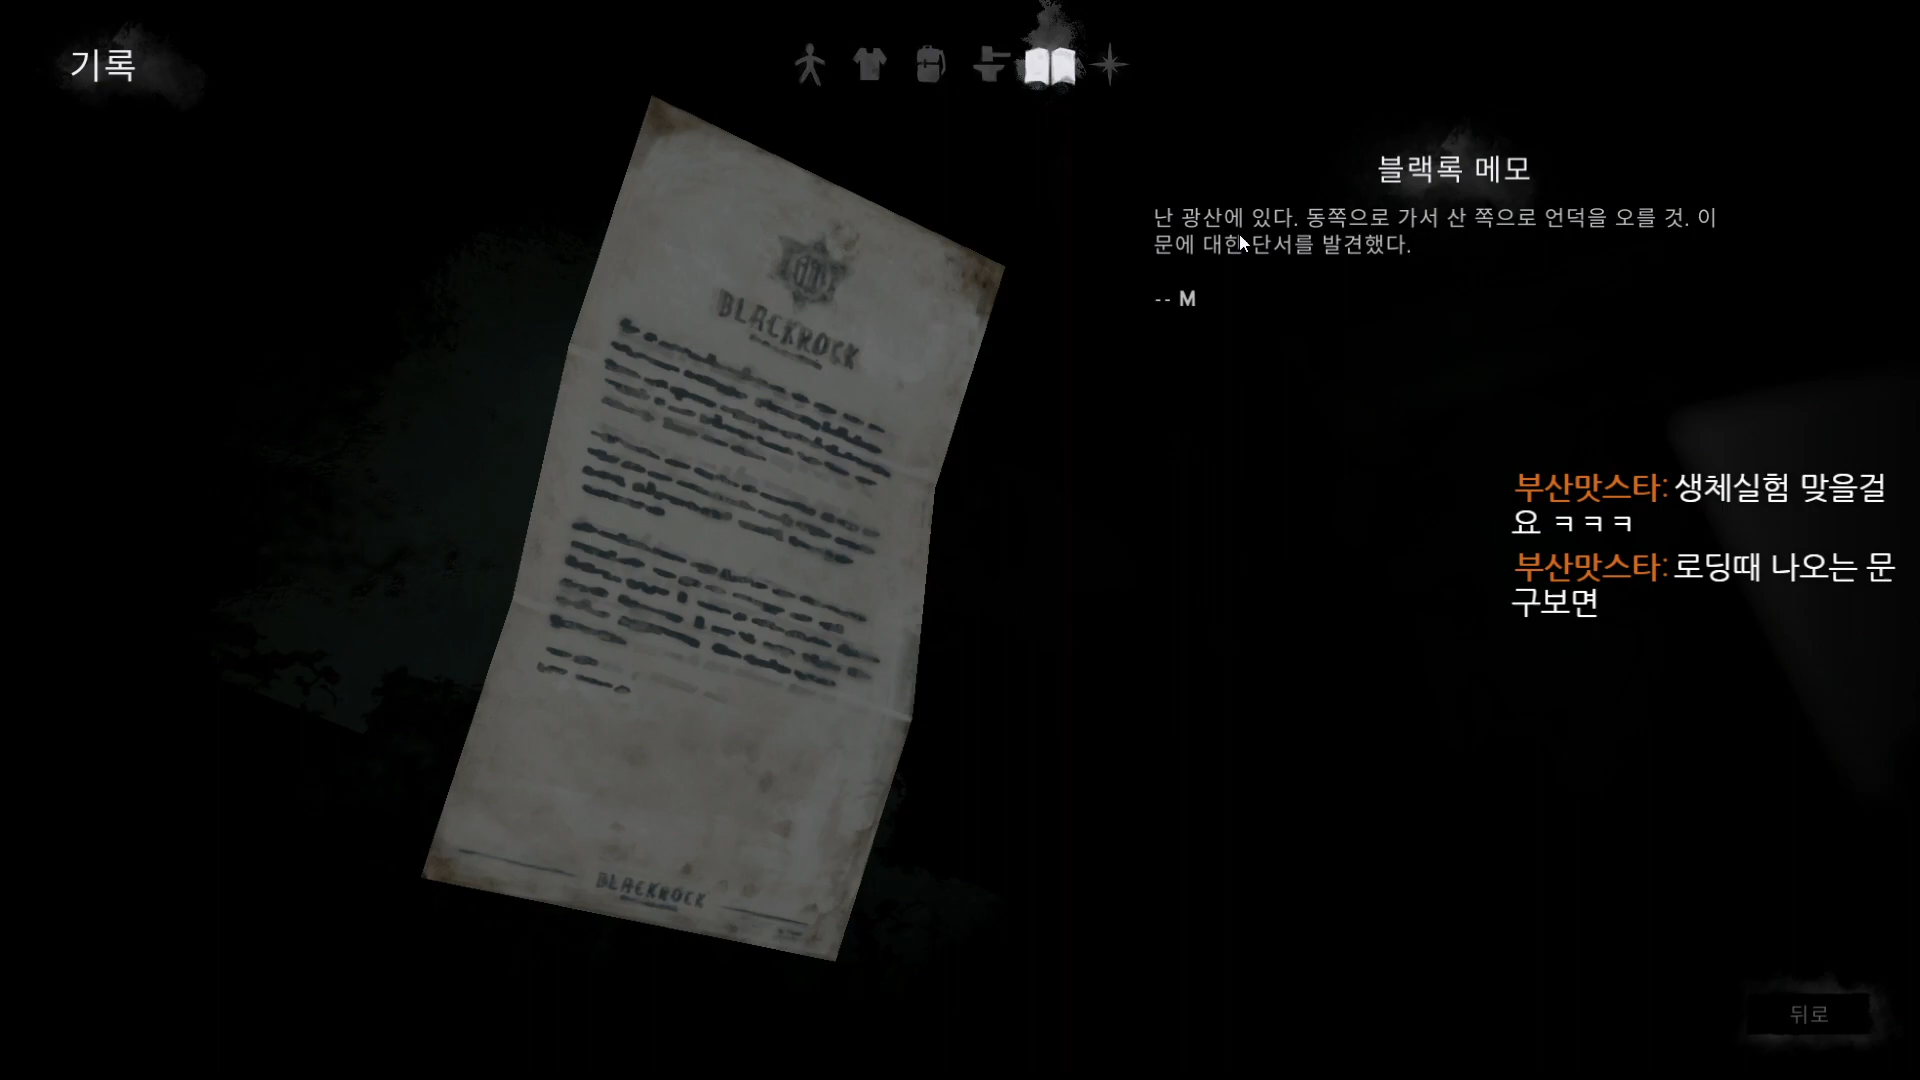 기록
블랙록 메모
난 광산에 있다. 동쪽으로 가서 산 쪽으로 언덕을 오를 것. 이
문에 대한 단서를 발견했다.
-- M
BLACKROCK
BLACKROCK
부산맛스타: 생체실험 맞을걸
요 ㅋㅋㅋ
부산맛스타: 로딩때 나오는 문
구보면
뒤로